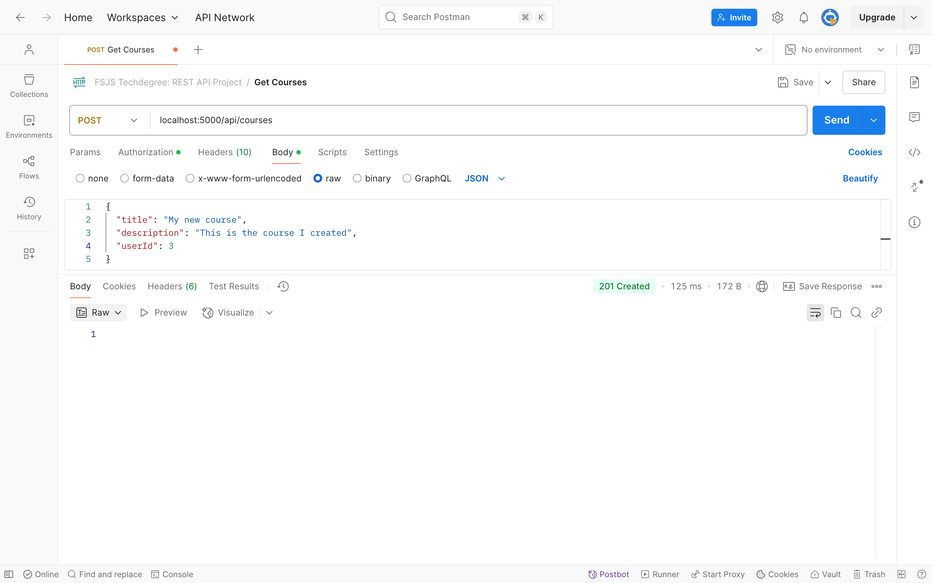 Home Workspaces API Network Search Postman ⌘ K Invite Upgrade
POST Get Courses No environment
HTTP FSJS Techdegree: REST API Project / Get Courses Save Share
POST localhost:5000/api/courses Send
Params Authorization Headers (10) Body Scripts Settings Cookies
none form-data x-www-form-urlencoded raw binary GraphQL JSON Beautify
1 {
2 "title": "My new course",
3 "description": "This is the course I created",
4 "userId": 3
5 }
Body Cookies Headers (6) Test Results 201 Created 125 ms 172 B Save Response
Raw Preview Visualize
1
Collections
Environments
Flows
History
Online Find and replace Console Postbot Runner Start Proxy Cookies Vault Trash